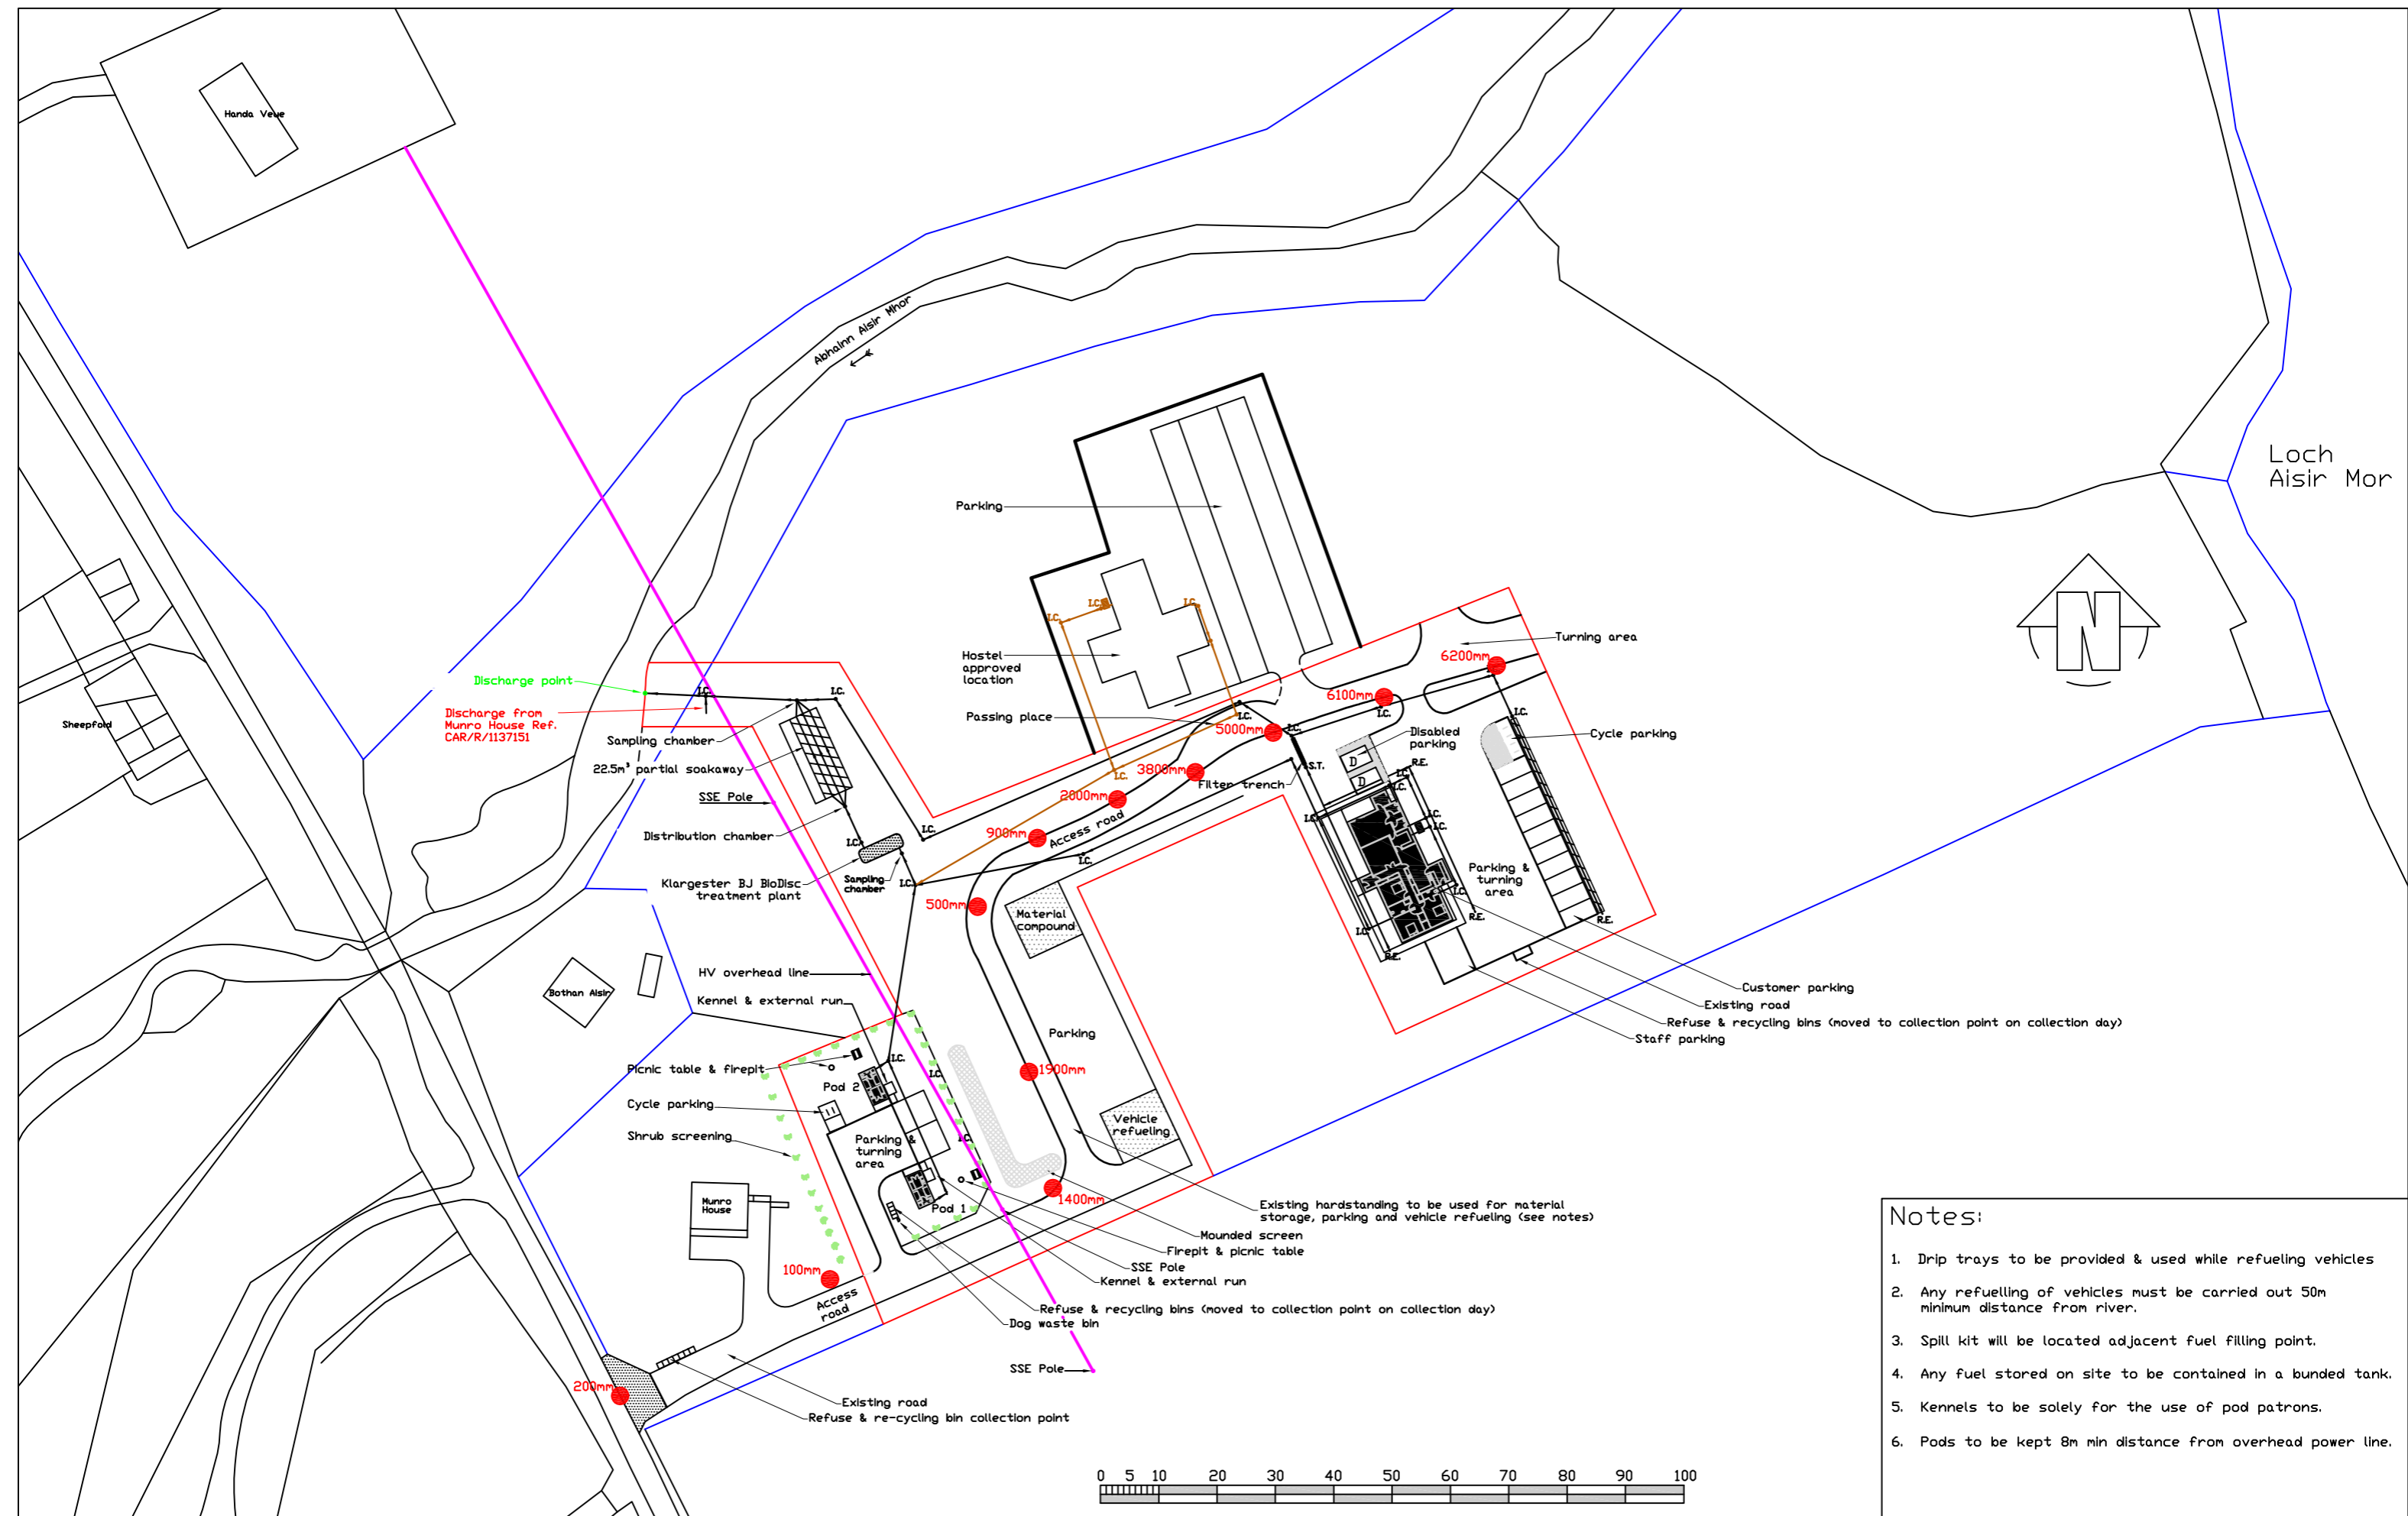 Handa Veue
Abhainn Aisir Mhor
Loch
Aisir Mor
Parking
Hostel
approved
location
Passing place
I.C.
I.C.
I.C.
I.C.
I.C.
Turning area
6200mm
6100mm
5000mm
3800mm
2000mm
900mm
500mm
Discharge point
I.C.
I.C.
Discharge from
Munro House Ref.
CAR/R/1137151
Sheepfold
Sampling chamber
22.5m³ partial soakaway
SSE Pole
Distribution chamber
I.C.
I.C.
Klargester BJ BioDisc
treatment plant
Sampling
chamber
I.C.
I.C.
Access road
Filter trench
S.T.
I.C.
I.C.
I.C.
Disabled
parking
D
D
Cycle parking
R.E.
I.C.
I.C.
I.C.
I.C.
I.C.
Parking &
turning
area
I.C.
I.C.
R.E.
R.E.
R.E.
Material
compound
Bothan Aisir
HV overhead line
Kennel & external run
Customer parking
Existing road
Refuse & recycling bins (moved to collection point on collection day)
Staff parking
Parking
Picnic table & firepit
I.C.
I.C.
Pod 2
1900mm
Cycle parking
Shrub screening
Parking &
turning
area
I.C.
Vehicle
refueling
Munro
House
Pod 1
1400mm
Existing hardstanding to be used for material
storage, parking and vehicle refueling (see notes)
Mounded screen
Firepit & picnic table
SSE Pole
Kennel & external run
100mm
Access
road
Refuse & recycling bins (moved to collection point on collection day)
Dog waste bin
SSE Pole
200mm
Existing road
Refuse & re-cycling bin collection point
0 5 10 20 30 40 50 60 70 80 90 100
N
Notes:
1. Drip trays to be provided & used while refueling vehicles
2. Any refuelling of vehicles must be carried out 50m
minimum distance from river.
3. Spill kit will be located adjacent fuel filling point.
4. Any fuel stored on site to be contained in a bunded tank.
5. Kennels to be solely for the use of pod patrons.
6. Pods to be kept 8m min distance from overhead power line.